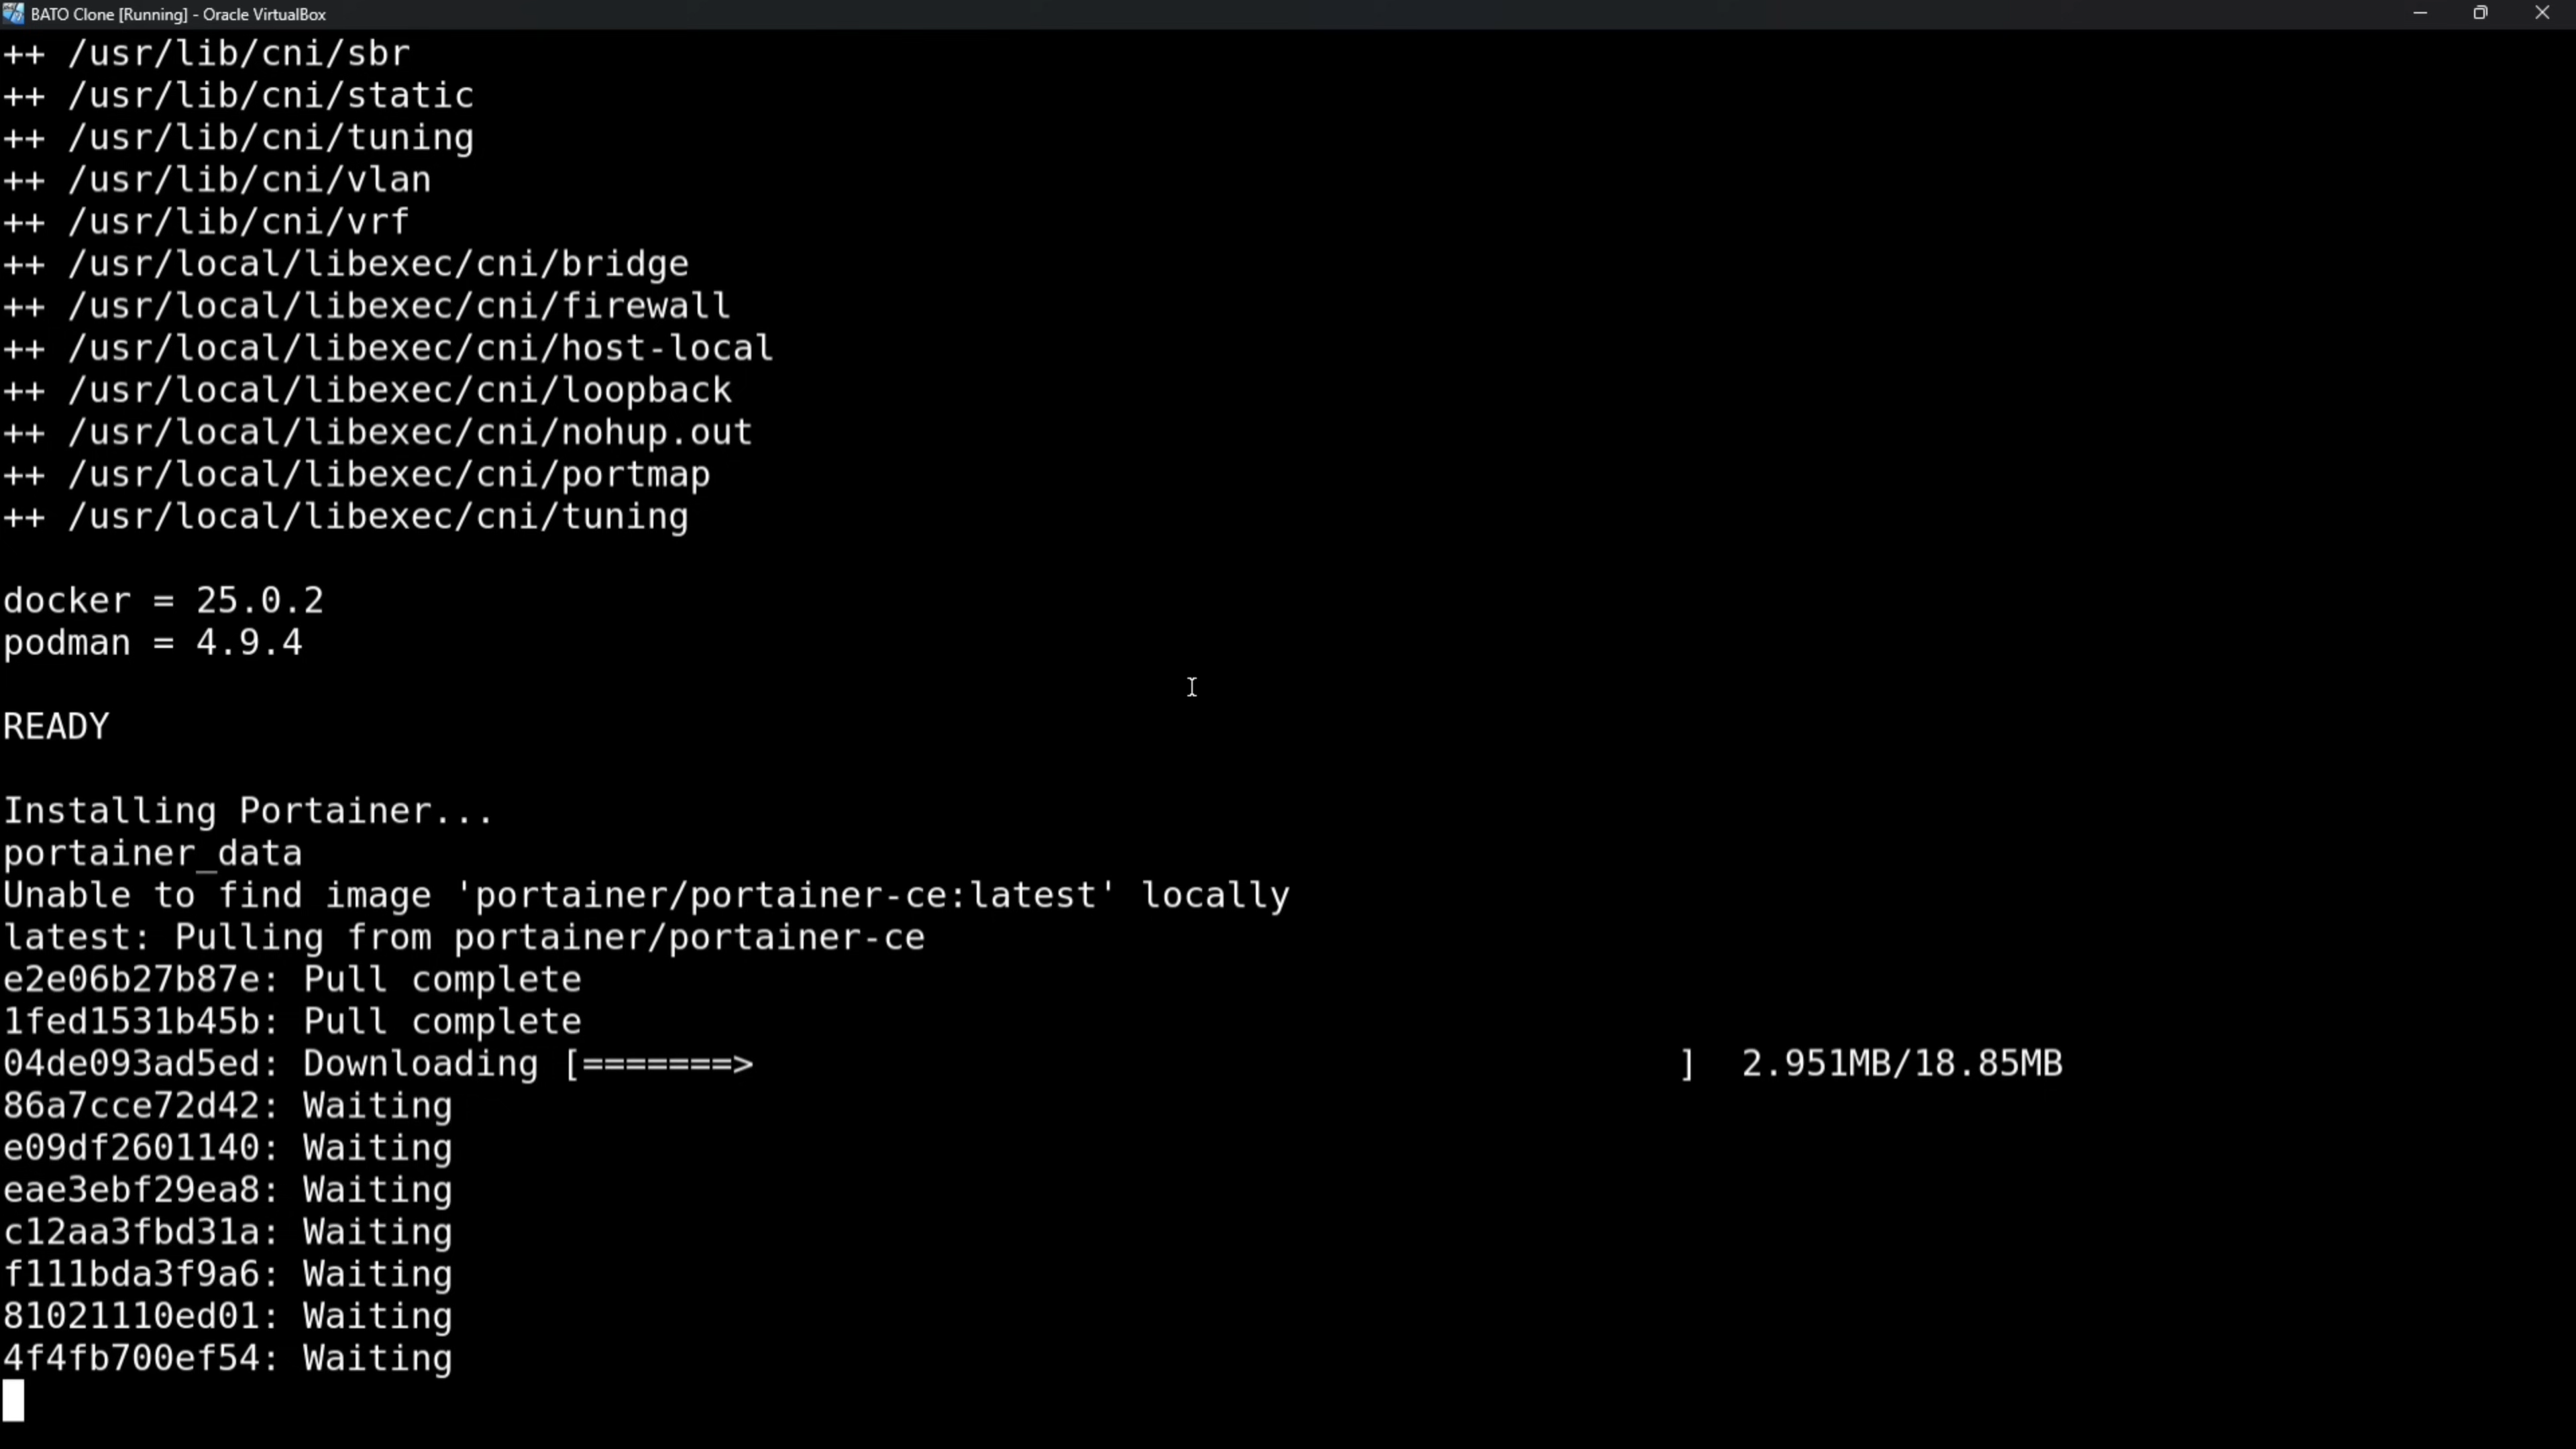 BATO Clone [Running] - Oracle VirtualBox
++ /usr/lib/cni/sbr
++ /usr/lib/cni/static
++ /usr/lib/cni/tuning
++ /usr/lib/cni/vlan
++ /usr/lib/cni/vrf
++ /usr/local/libexec/cni/bridge
++ /usr/local/libexec/cni/firewall
++ /usr/local/libexec/cni/host-local
++ /usr/local/libexec/cni/loopback
++ /usr/local/libexec/cni/nohup.out
++ /usr/local/libexec/cni/portmap
++ /usr/local/libexec/cni/tuning
docker = 25.0.2
podman = 4.9.4
READY
Installing Portainer...
portainer_data
Unable to find image 'portainer/portainer-ce:latest' locally
latest: Pulling from portainer/portainer-ce
e2e06b27b87e: Pull complete
1fed1531b45b: Pull complete
04de093ad5ed: Downloading [=======>                                           ]  2.951MB/18.85MB
86a7cce72d42: Waiting
e09df2601140: Waiting
eae3ebf29ea8: Waiting
c12aa3fbd31a: Waiting
f111bda3f9a6: Waiting
81021110ed01: Waiting
4f4fb700ef54: Waiting